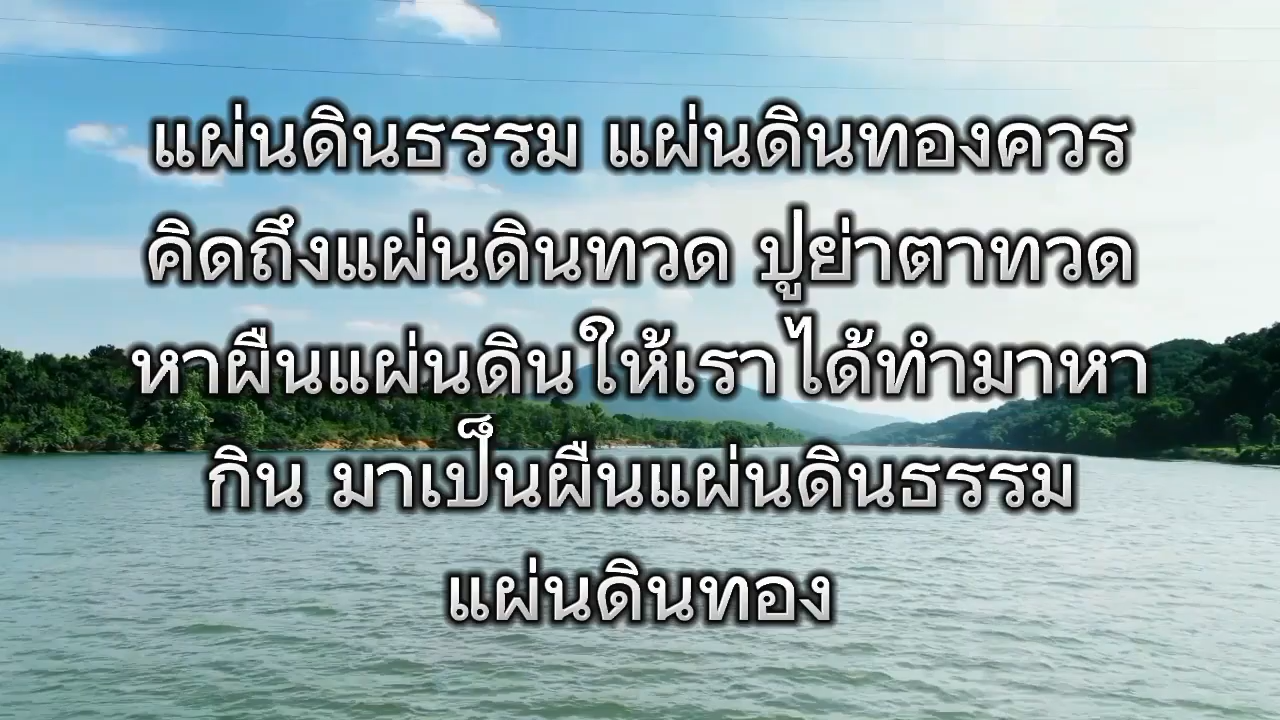 แผ่นดินธรรม แผ่นดินทองควร
คิดถึงแผ่นดินทวด ปูย่าตาทวด
หาผืนแผ่นดินให้เราได้ทำมาหา
กิน มาเป็นผืนแผ่นดินธรรม
แผ่นดินทอง